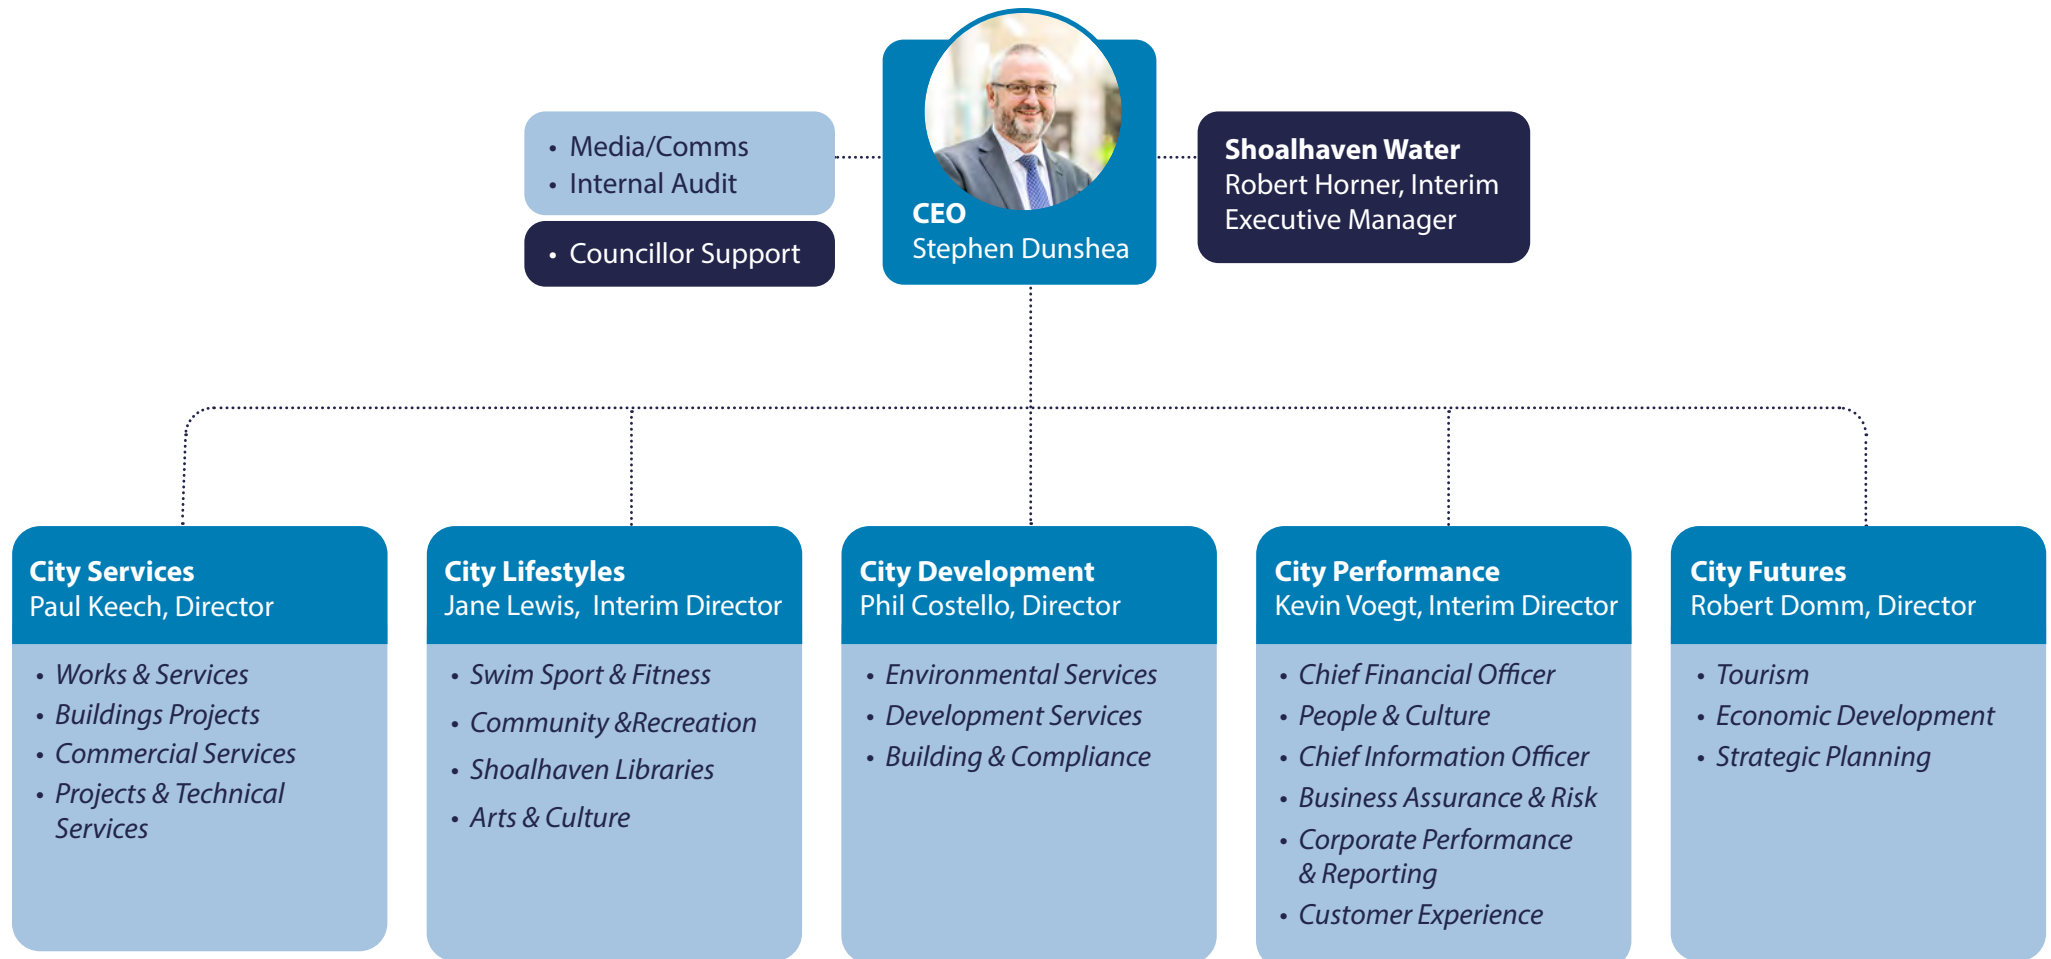 • Media/Comms
• Internal Audit
• Councillor Support
CEO
Stephen Dunshea
Shoalhaven Water
Robert Horner, Interim
Executive Manager
City Services
Paul Keech, Director
• Works & Services
• Buildings Projects
• Commercial Services
• Projects & Technical
Services
City Lifestyles
Jane Lewis,  Interim Director
• Swim Sport & Fitness
• Community &Recreation
• Shoalhaven Libraries
• Arts & Culture
City Development
Phil Costello, Director
• Environmental Services
• Development Services
• Building & Compliance
City Performance
Kevin Voegt, Interim Director
• Chief Financial Officer
• People & Culture
• Chief Information Officer
• Business Assurance & Risk
• Corporate Performance
& Reporting
• Customer Experience
City Futures
Robert Domm, Director
• Tourism
• Economic Development
• Strategic Planning